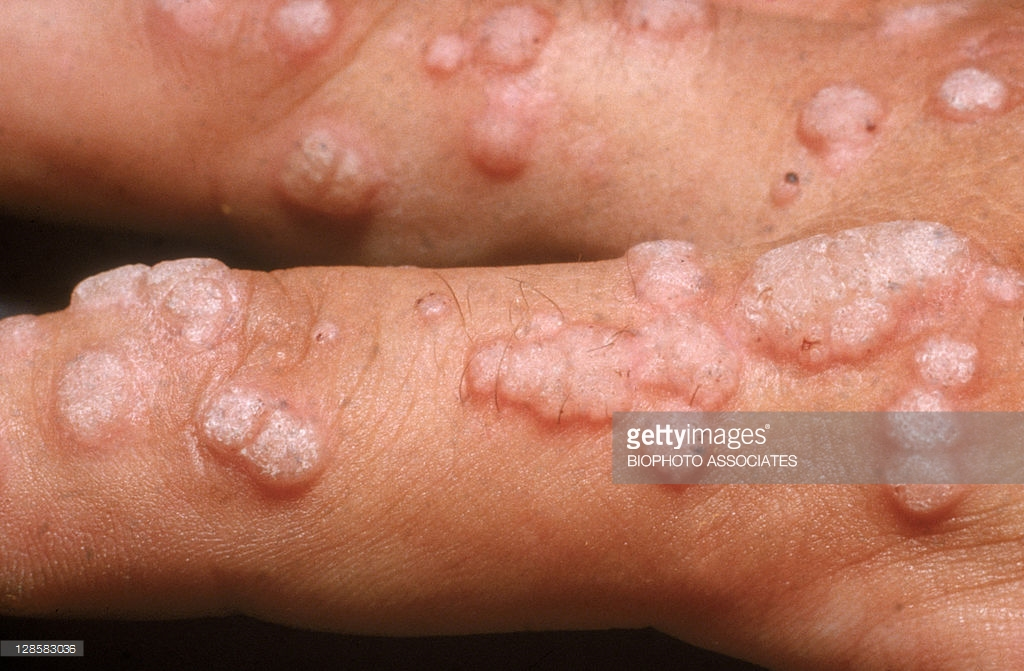 gettyimages®
BIOPHOTO ASSOCIATES
128583036